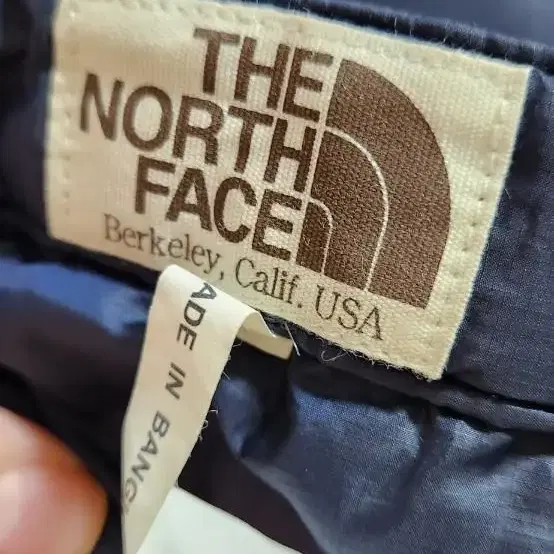 THE
NORTH
FACE
Berkeley, Calif. USA
ADE IN BANG